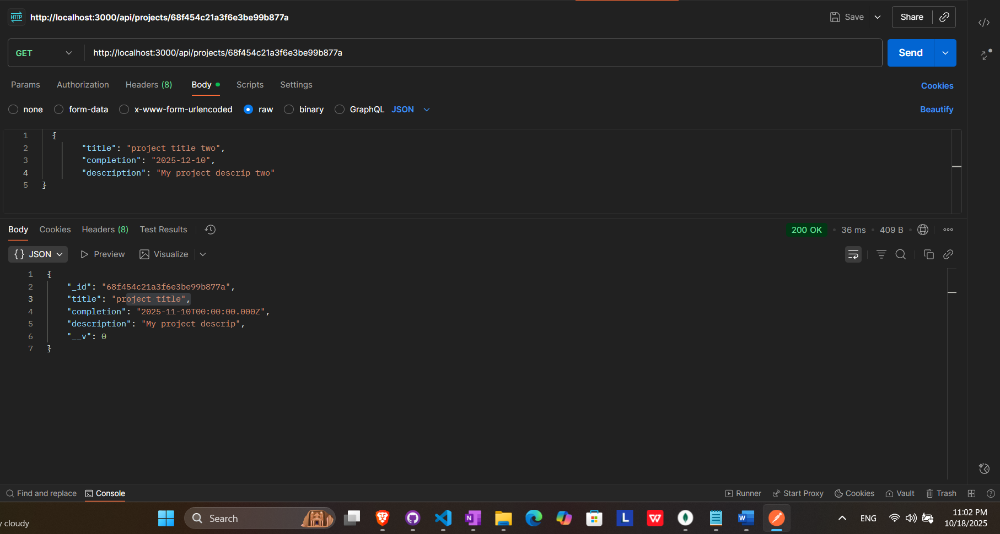 HTTP http://localhost:3000/api/projects/68f454c21a3f6e3be99b877a Save Share
GET http://localhost:3000/api/projects/68f454c21a3f6e3be99b877a Send
Params Authorization Headers (8) Body Scripts Settings Cookies
none form-data x-www-form-urlencoded raw binary GraphQL JSON Beautify
1 {
2 "title": "project title two",
3 "completion": "2025-12-10",
4 "description": "My project descrip two"
5 }
Body Cookies Headers (8) Test Results 200 OK 36 ms 409 B
{} JSON Preview Visualize
1 {
2 "_id": "68f454c21a3f6e3be99b877a",
3 "title": "project title",
4 "completion": "2025-11-10T00:00:00.000Z",
5 "description": "My project descrip",
6 "__v": 0
7 }
Find and replace Console Runner Start Proxy Cookies Vault Trash
y cloudy Search N L W W ENG 11:02 PM
10/18/2025